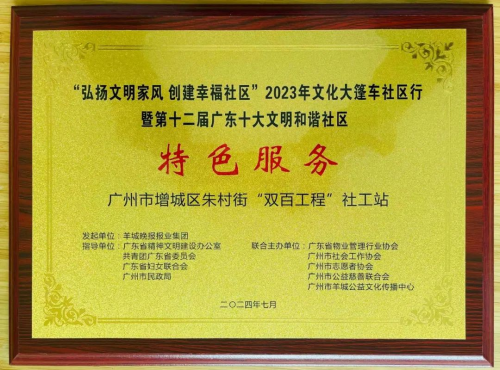 “弘扬文明家风 创建幸福社区”2023年文化大篷车社区行
暨第十二届广东十大文明和谐社区
特色服务
广州市增城区朱村街“双百工程”社工站
发起单位:羊城晚报报业集团
指导单位:广东省精神文明建设办公室
共青团广东省委员会
广东省妇女联合会
广州市民政局
联合主办单位:广东省物业管理行业协会
广州市社会工作协会
广州市志愿者协会
广州市公益慈善联合会
广州市羊城公益文化传播中心
二〇二四年七月